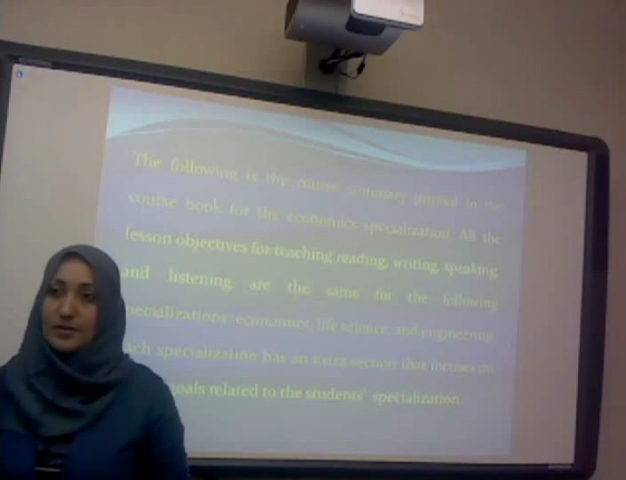 The following is the course summary printed in the
course book for the economics specialization. All the
lesson objectives for teaching reading, writing, speaking
and listening are the same for the following
specializations: economics, life science, and engineering.
each specialization has an extra section that focuses on
goals related to the students' specialization.